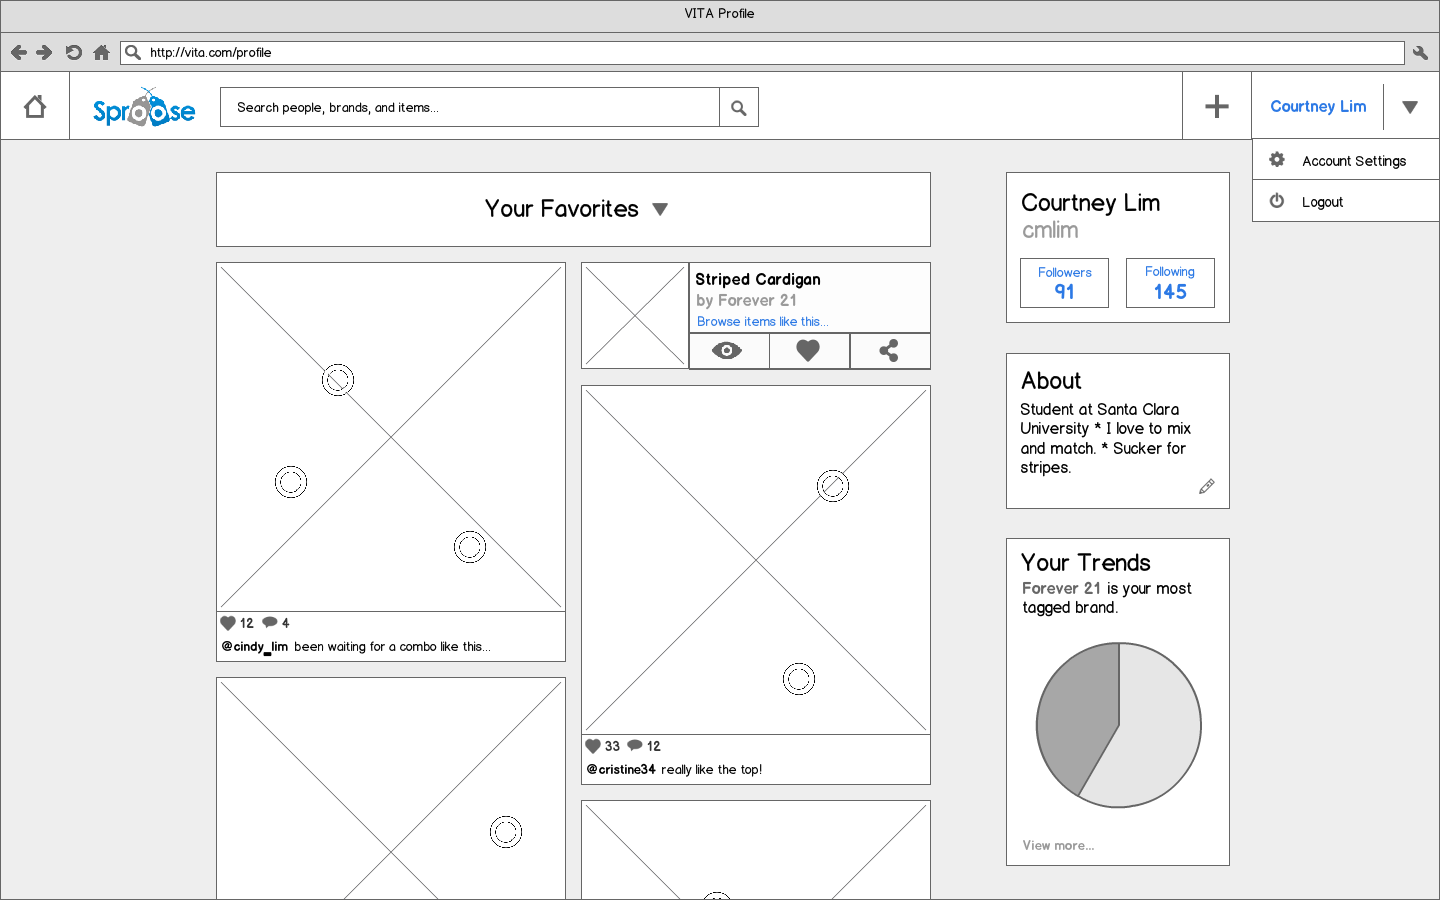 VITA Profile
http://vita.com/profile
Sproose
Search people, brands, and items...
Courtney Lim
Account Settings
Logout
Your Favorites
12 4
@cindy_lim been waiting for a combo like this...
Striped Cardigan
by Forever 21
Browse items like this...
33 12
@cristine34 really like the top!
Courtney Lim
cmlim
Followers
91
Following
145
About
Student at Santa Clara
University * I love to mix
and match. * Sucker for
stripes.
Your Trends
Forever 21 is your most
tagged brand.
View more...